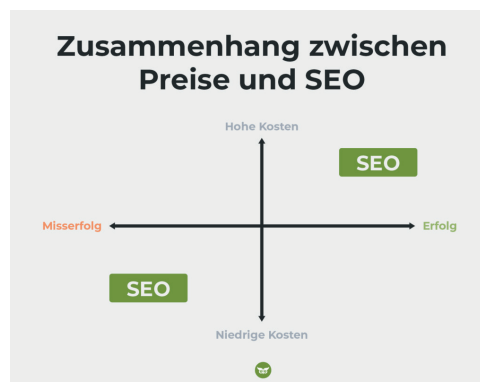 Zusammenhang zwischen
Preise und SEO
Hohe Kosten
SEO
Misserfolg
Erfolg
SEO
Niedrige Kosten